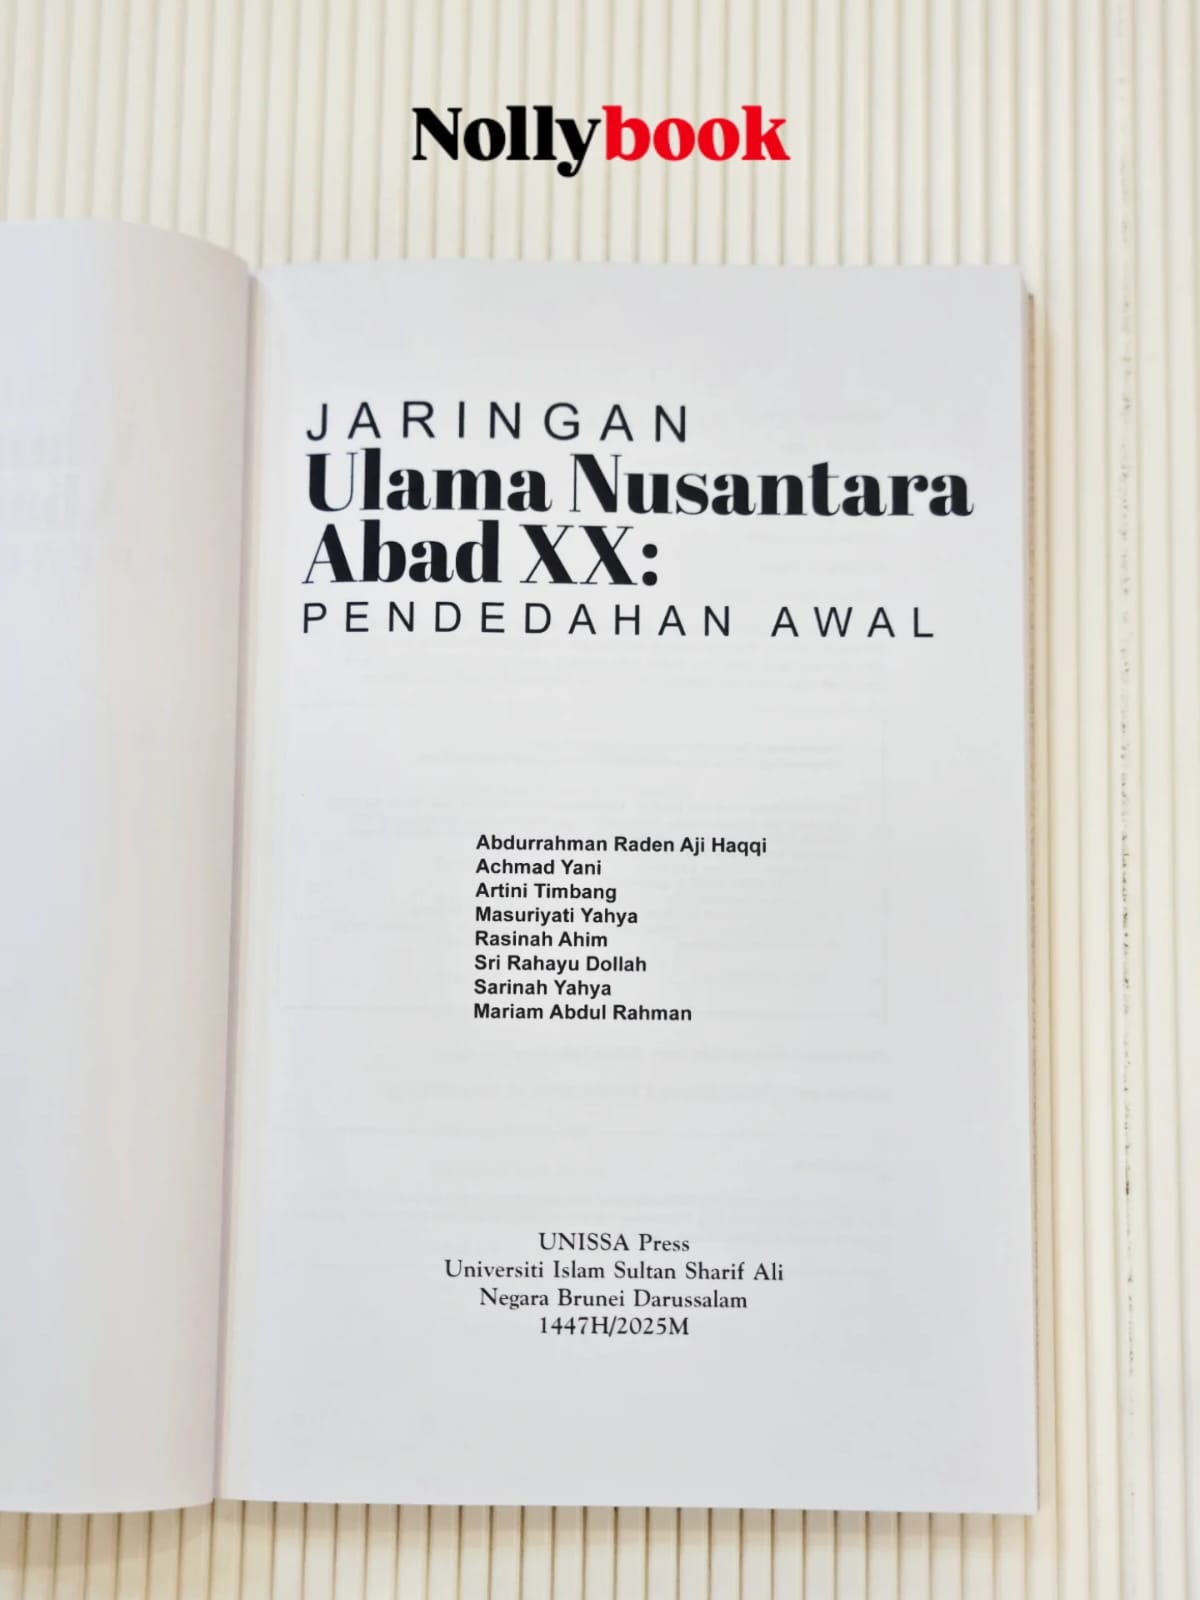 Nollybook
JARINGAN
Ulama Nusantara
Abad XX:
PENDEDAHAN AWAL
Abdurrahman Raden Aji Haqqi
Achmad Yani
Artini Timbang
Masuriyati Yahya
Rasinah Ahim
Sri Rahayu Dollah
Sarinah Yahya
Mariam Abdul Rahman
UNISSA Press
Universiti Islam Sultan Sharif Ali
Negara Brunei Darussalam
1447H/2025M